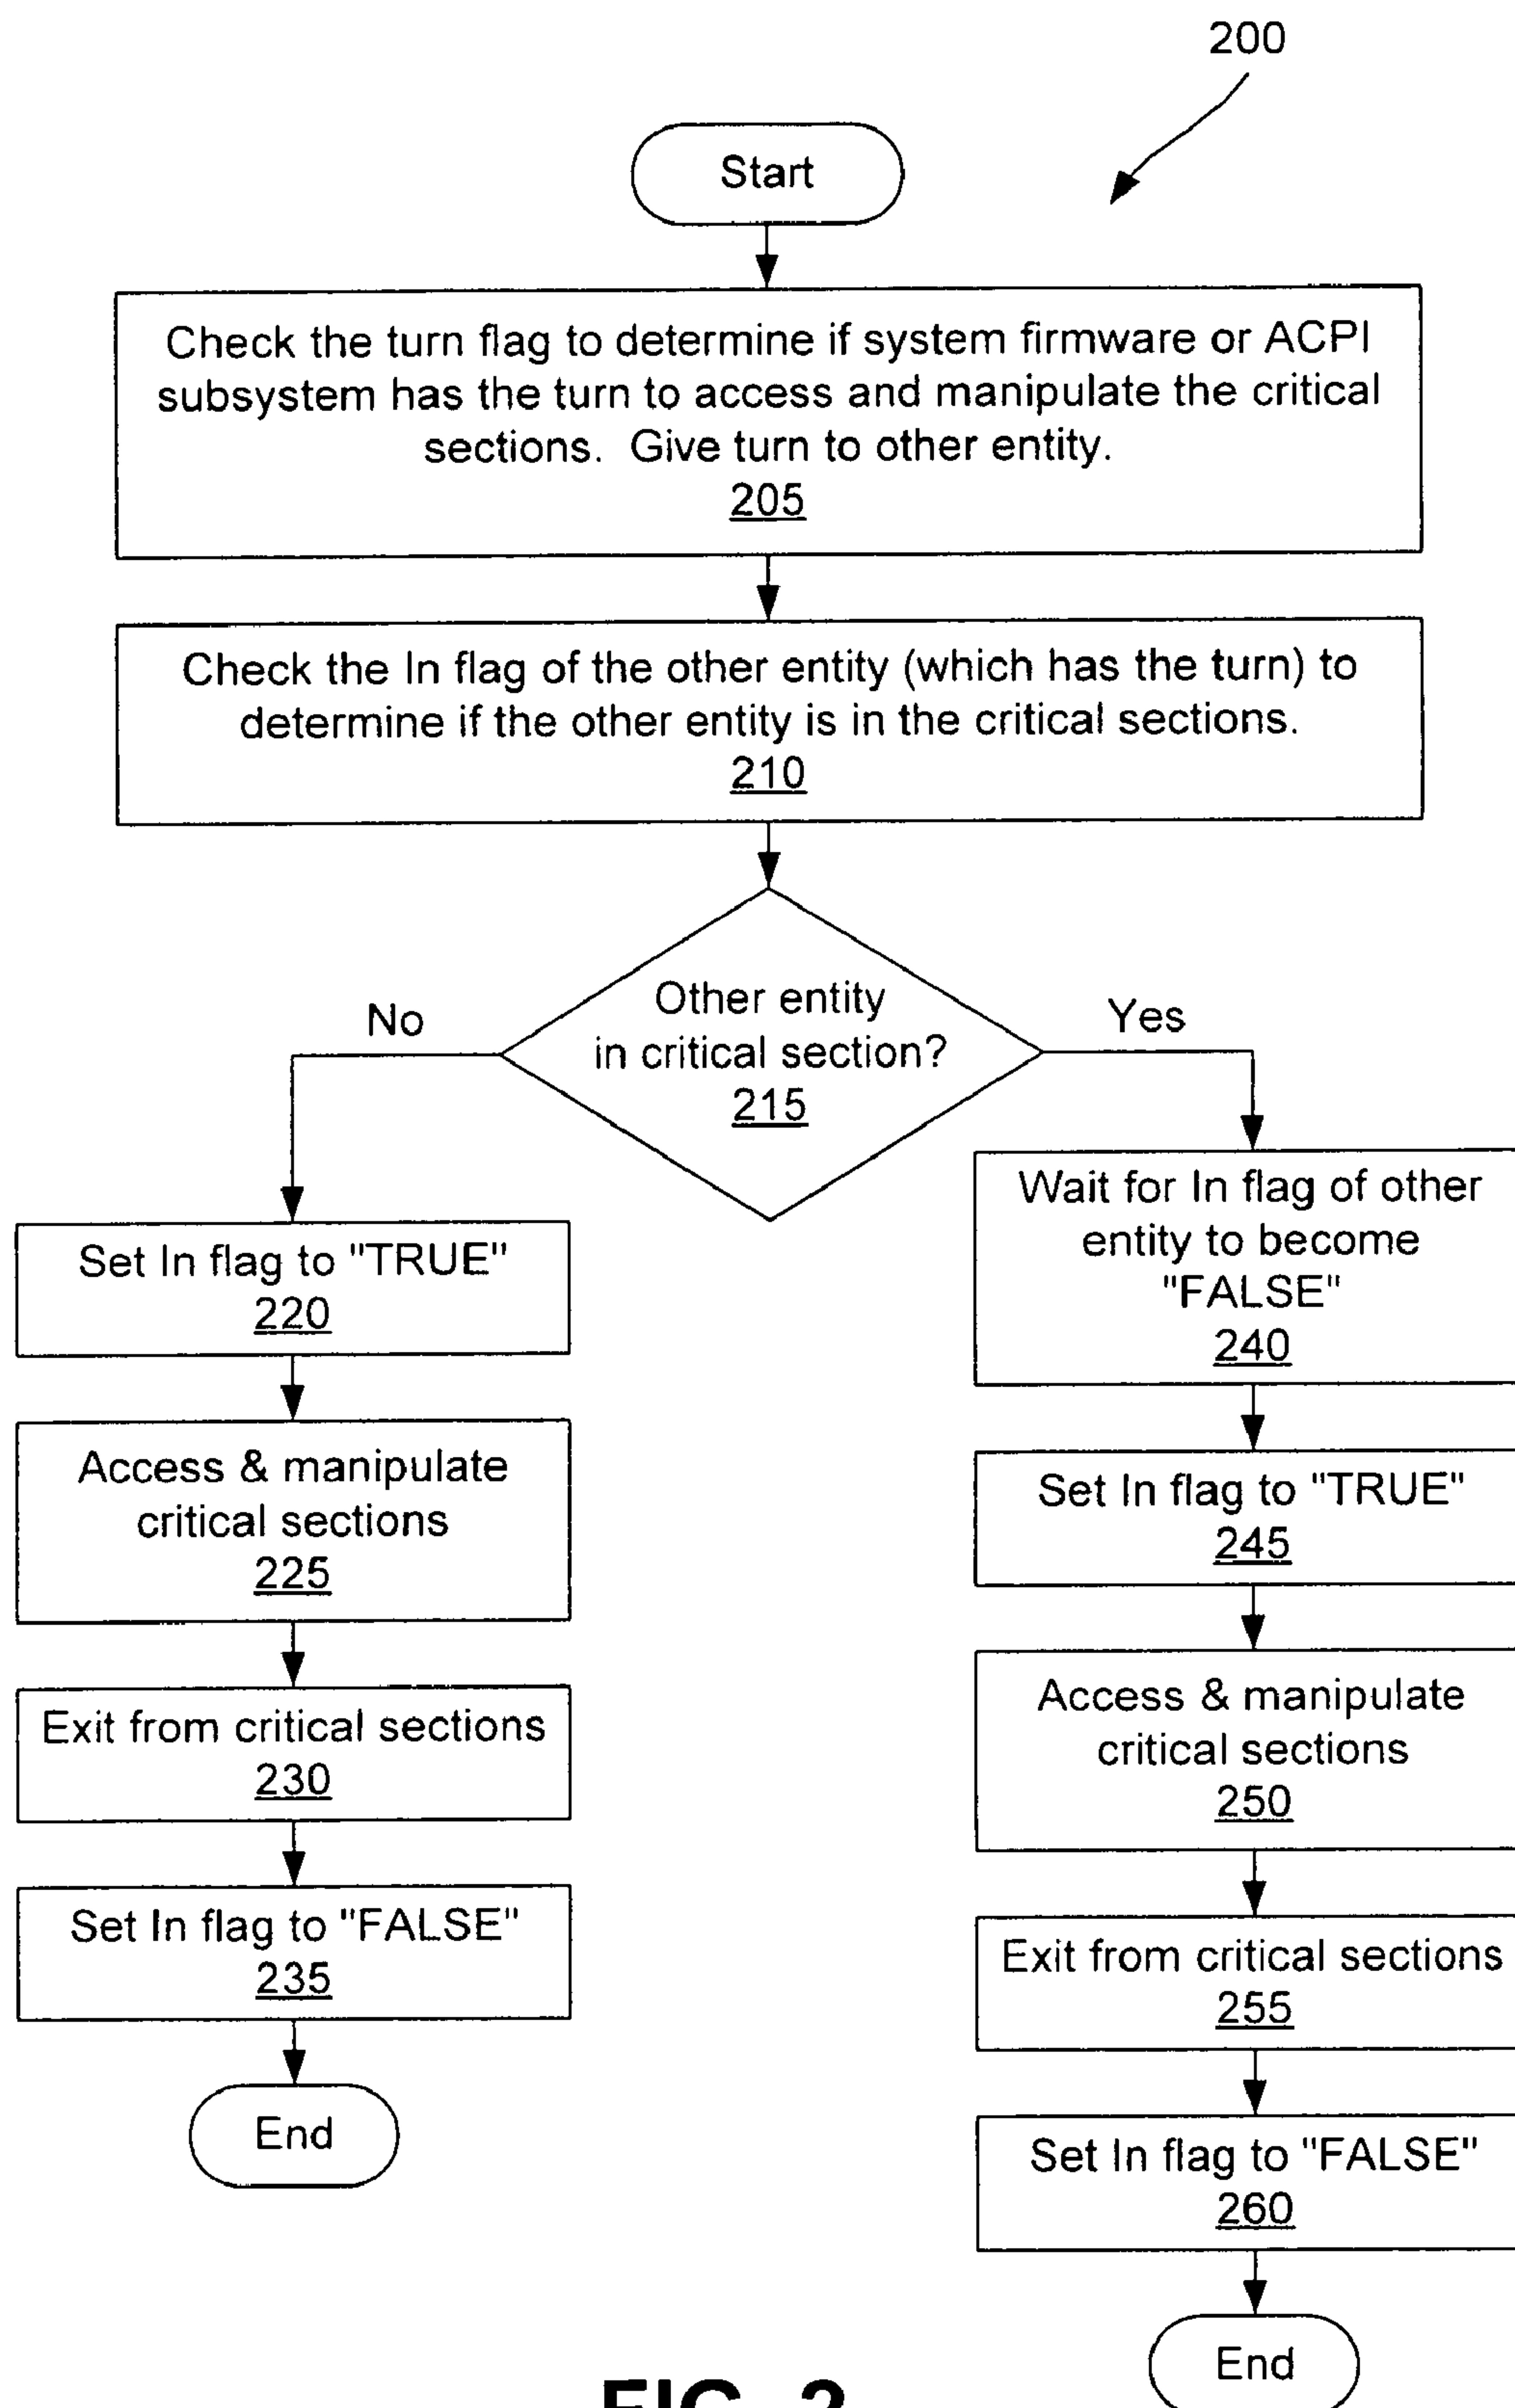 200
Start
Check the turn flag to determine if system firmware or ACPI
subsystem has the turn to access and manipulate the critical
sections. Give turn to other entity.
205
Check the In flag of the other entity (which has the turn) to
determine if the other entity is in the critical sections.
210
Other entity
in critical section?
215
No
Yes
Set In flag to "TRUE"
220
Access & manipulate
critical sections
225
Exit from critical sections
230
Set In flag to "FALSE"
235
End
Wait for In flag of other
entity to become
"FALSE"
240
Set In flag to "TRUE"
245
Access & manipulate
critical sections
250
Exit from critical sections
255
Set In flag to "FALSE"
260
End
FIG. 2